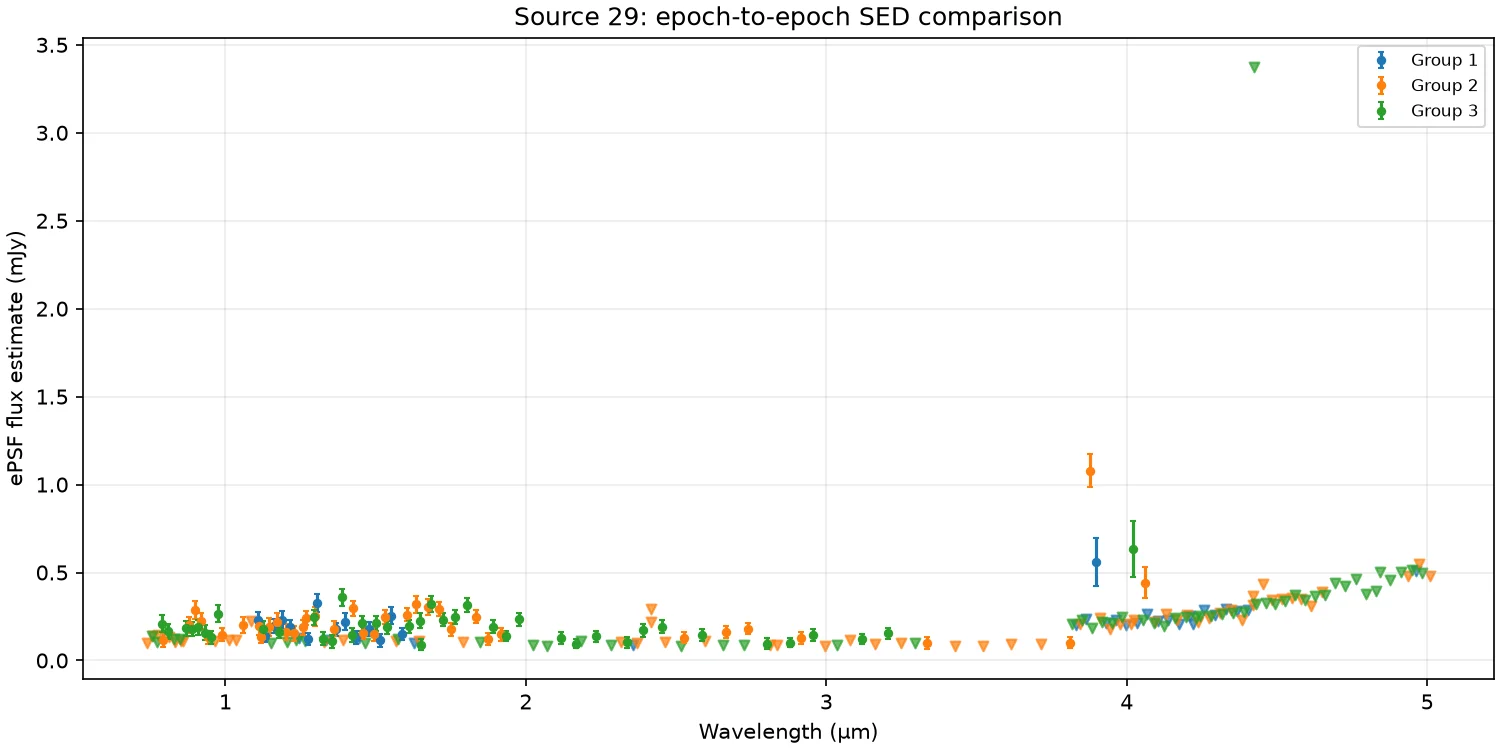 Source 29: epoch-to-epoch SED comparison
ePSF flux estimate (mJy)
3.5
3.0
2.5
2.0
1.5
1.0
0.5
0.0
Group 1
Group 2
Group 3
1
2
3
4
5
Wavelength (μm)